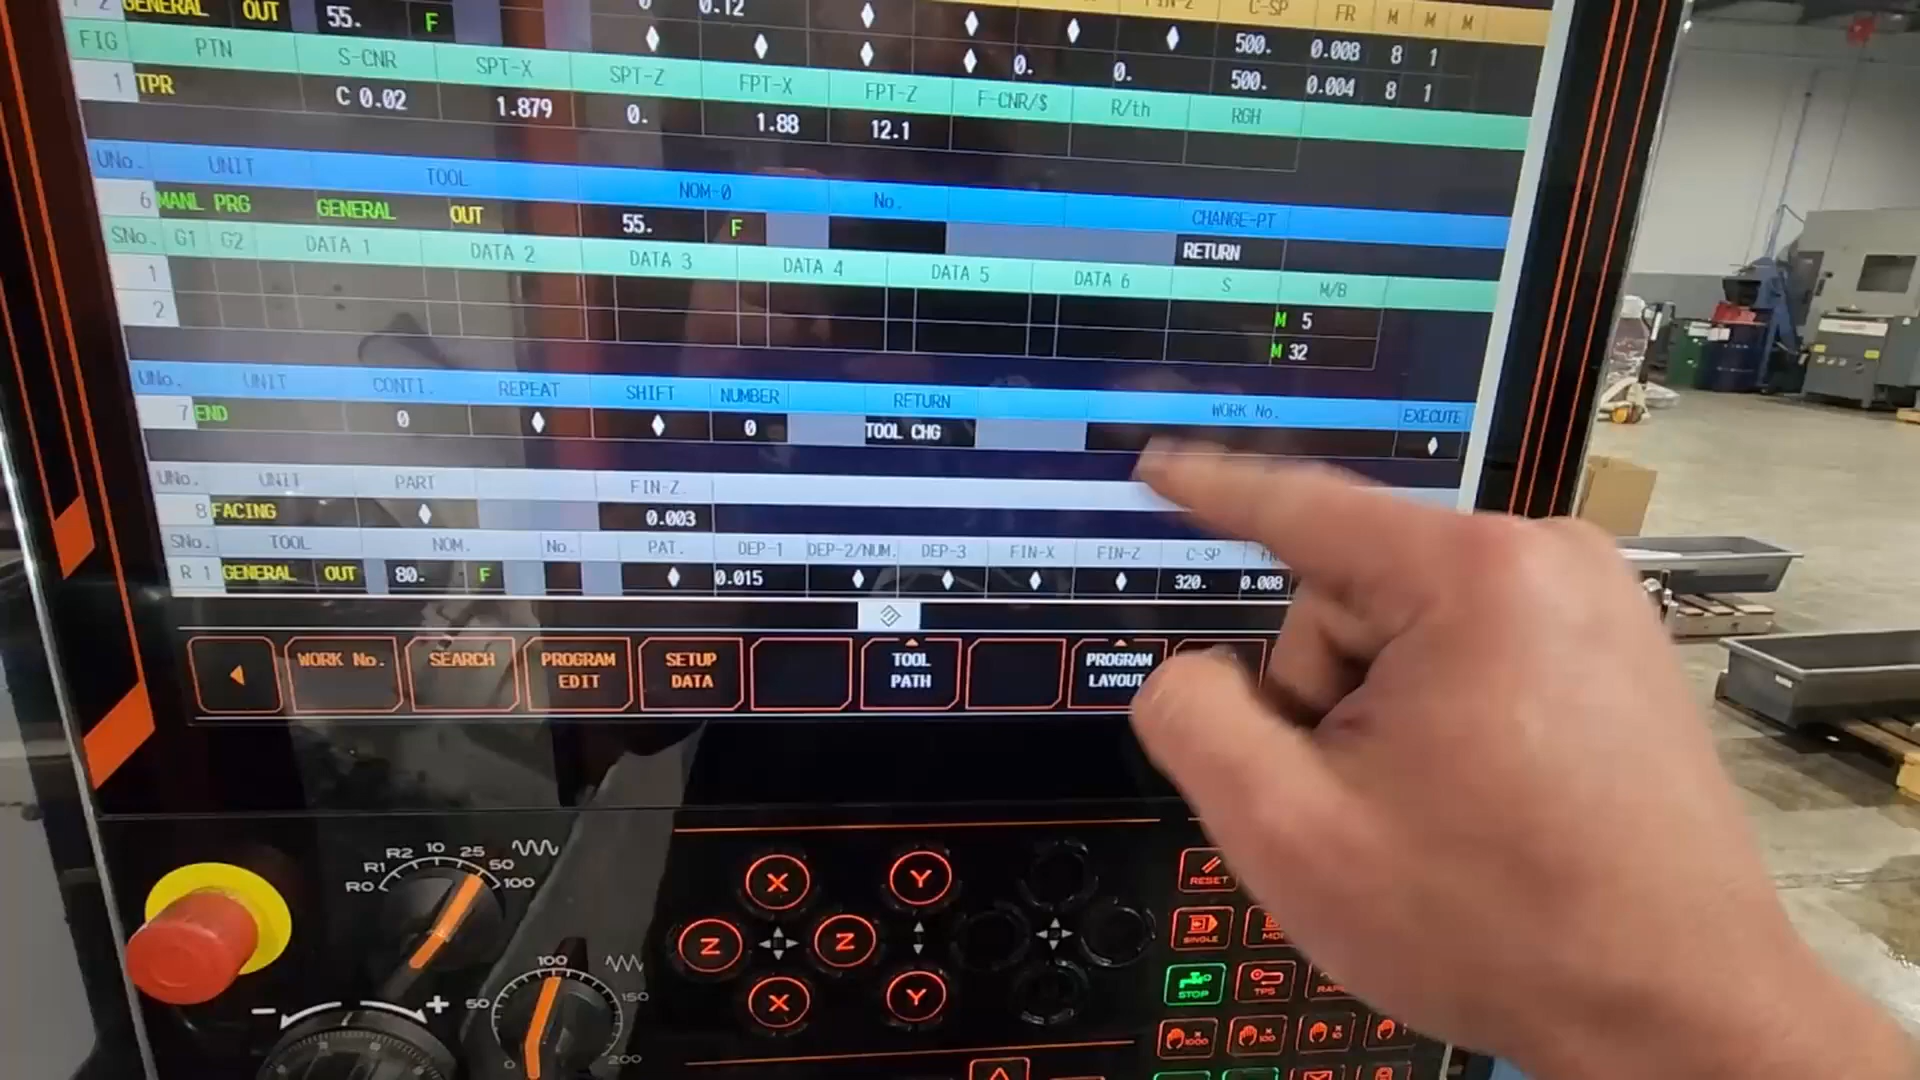 GENERAL OUT 55. F 0.12 C-SP FR M M M
500. 0.008 8 1
0. 0. 500. 0.004 8 1
FIG PTN S-CNR SPT-X SPT-Z FPT-X FPT-Z F-CNR/$ R/th RGH
1 TPR C 0.02 1.879 0. 1.88 12.1
UNo. UNIT TOOL NOM-Ø No. CHANGE-PT
6 MANL PRG GENERAL OUT 55. F RETURN
SNo. G1 G2 DATA 1 DATA 2 DATA 3 DATA 4 DATA 5 DATA 6 S M/B
1 M 5
2 M 32
UNo. UNIT CONTI. REPEAT SHIFT NUMBER RETURN WORK No. EXECUTE
7 END 0 0 TOOL CHG
UNo. UNIT PART FIN-Z
8 FACING 0.003
SNo. TOOL NOM. No. PAT. DEP-1 DEP-2/NUM. DEP-3 FIN-X FIN-Z C-SP
R 1 GENERAL OUT 80. F 0.015 320. 0.008
WORK No. SEARCH PROGRAM EDIT SETUP DATA TOOL PATH PROGRAM LAYOUT
R0 R1 R2 10 25 50 100
X Y
Z Z
X Y
RESET
SINGLE
STOP TPS
x1000 x100 x10
- +
0 50 100 150 200